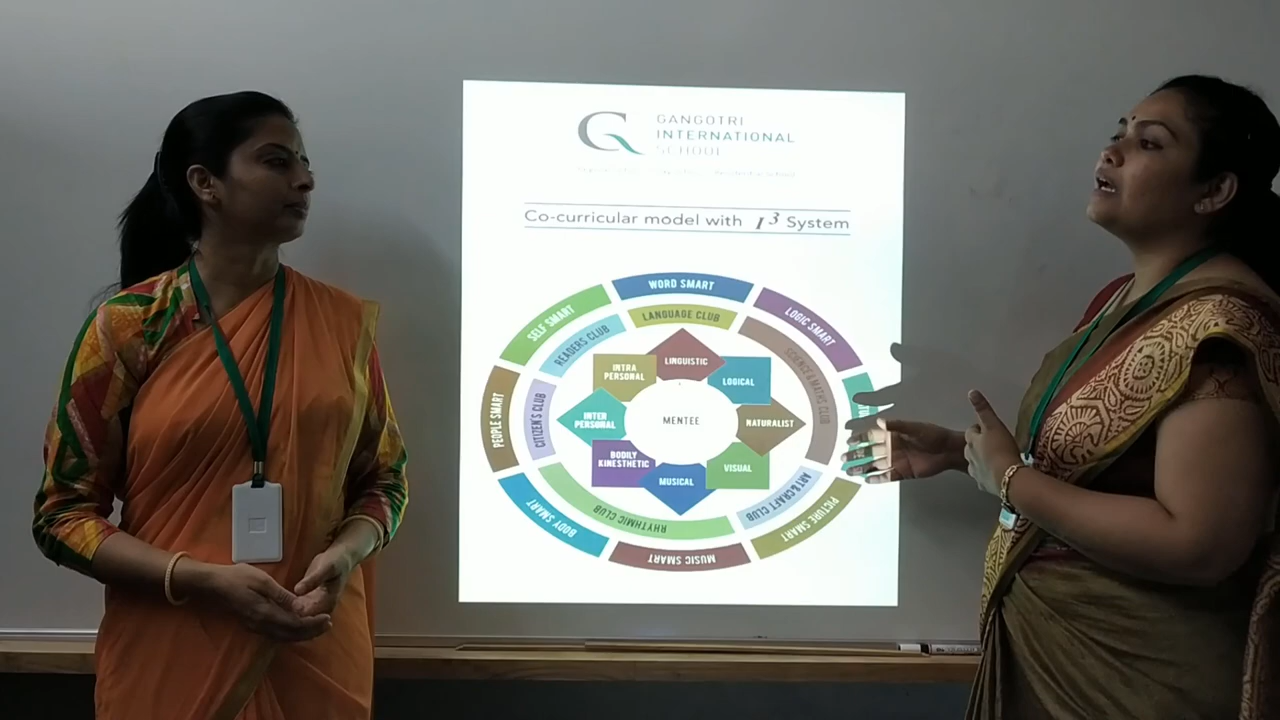 GANGOTRI
INTERNATIONAL
SCHOOL
Co-curricular model with I³ System
WORD SMART
LOGIC SMART
PICTURE SMART
MUSIC SMART
BODY SMART
PEOPLE SMART
SELF SMART
LANGUAGE CLUB
SCIENCE & MATHS CLUB
ART & CRAFT CLUB
RHYTHMIC CLUB
CITIZEN'S CLUB
READERS CLUB
LINGUISTIC
LOGICAL
NATURALIST
VISUAL
MUSICAL
BODILY
KINESTHETIC
INTER
PERSONAL
INTRA
PERSONAL
MENTEE